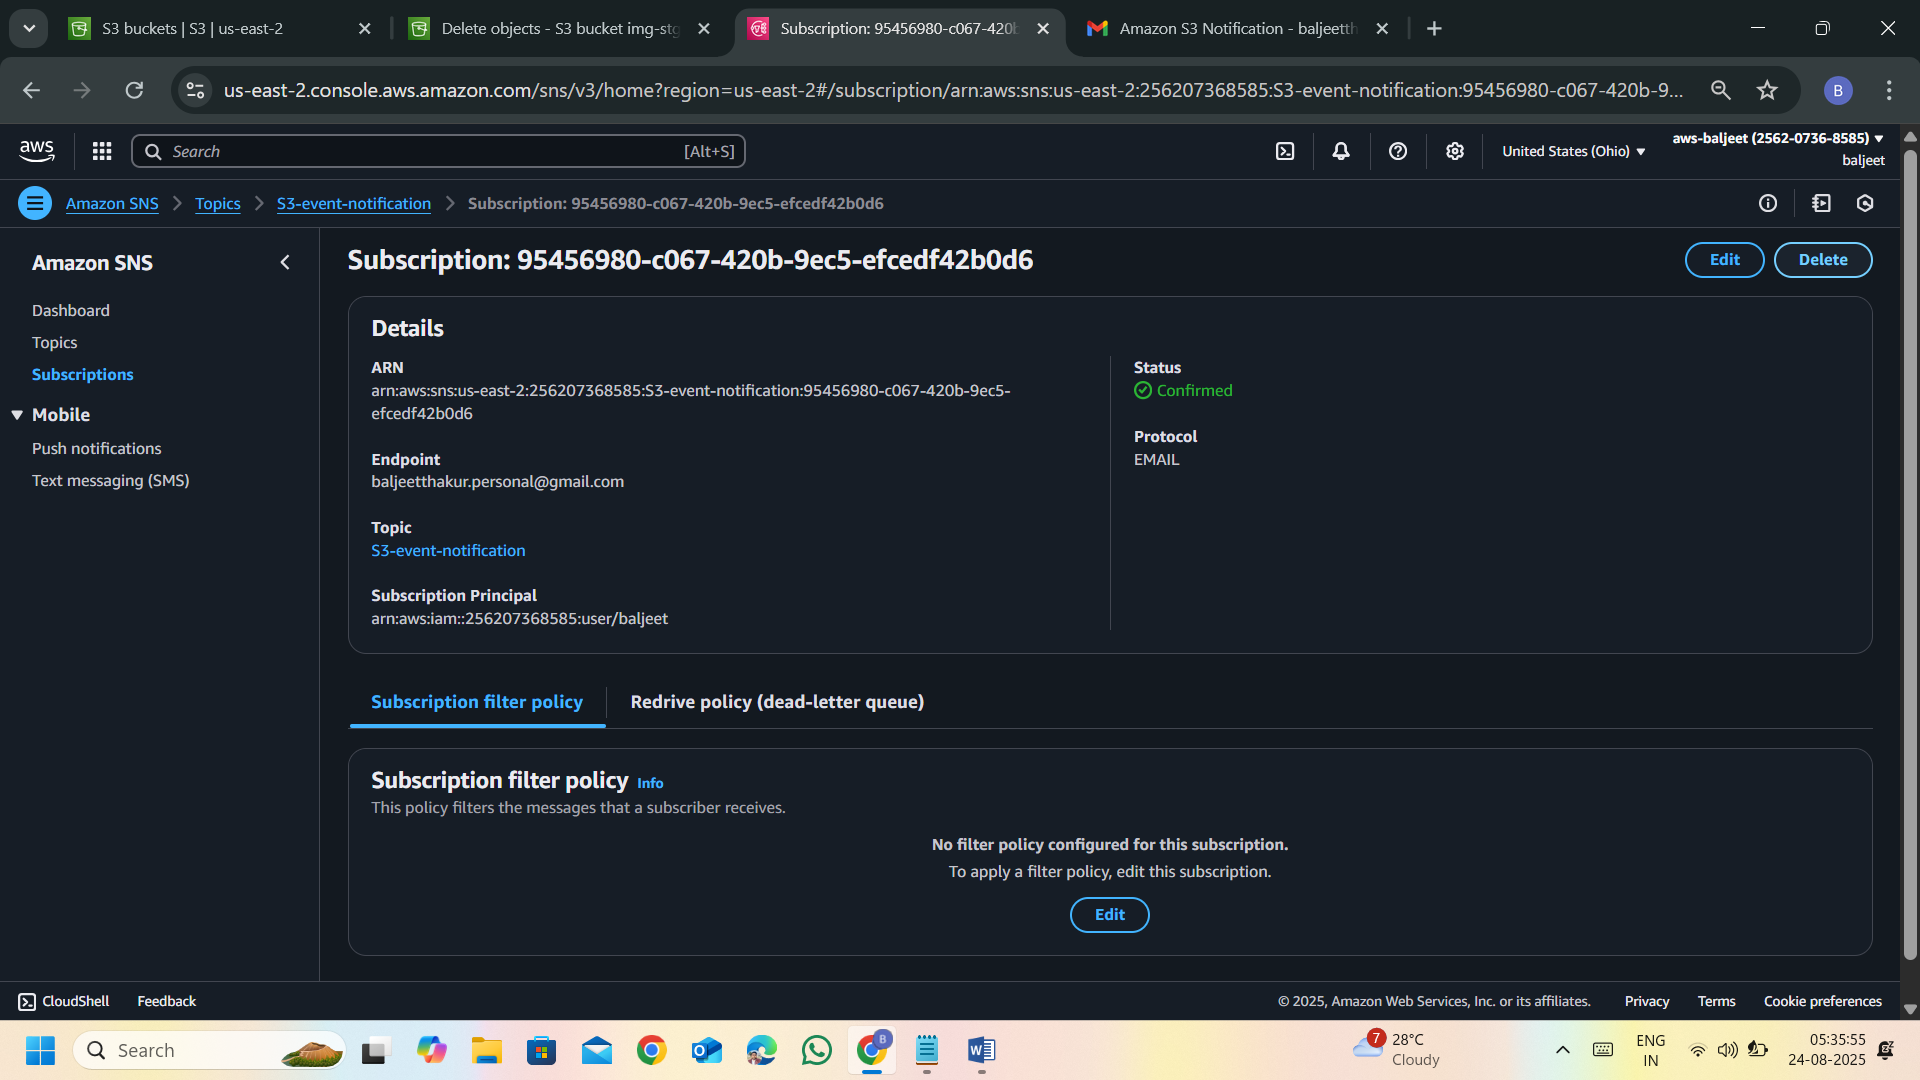 S3 buckets | S3 | us-east-2
Delete objects - S3 bucket img-stg
Subscription: 95456980-c067-420b
Amazon S3 Notification - baljeetth
us-east-2.console.aws.amazon.com/sns/v3/home?region=us-east-2#/subscription/arn:aws:sns:us-east-2:256207368585:S3-event-notification:95456980-c067-420b-9...
B
aws
Search
[Alt+S]
United States (Ohio)
aws-baljeet (2562-0736-8585)
baljeet
Amazon SNS
Topics
S3-event-notification
Subscription: 95456980-c067-420b-9ec5-efcedf42b0d6
Amazon SNS
Dashboard
Topics
Subscriptions
Mobile
Push notifications
Text messaging (SMS)
Subscription: 95456980-c067-420b-9ec5-efcedf42b0d6
Edit
Delete
Details
ARN
arn:aws:sns:us-east-2:256207368585:S3-event-notification:95456980-c067-420b-9ec5-
efcedf42b0d6
Endpoint
baljeetthakur.personal@gmail.com
Topic
S3-event-notification
Subscription Principal
arn:aws:iam::256207368585:user/baljeet
Status
Confirmed
Protocol
EMAIL
Subscription filter policy
Redrive policy (dead-letter queue)
Subscription filter policy Info
This policy filters the messages that a subscriber receives.
No filter policy configured for this subscription.
To apply a filter policy, edit this subscription.
Edit
CloudShell
Feedback
© 2025, Amazon Web Services, Inc. or its affiliates.
Privacy
Terms
Cookie preferences
Search
B
7
28°C
Cloudy
ENG
IN
05:35:55
24-08-2025